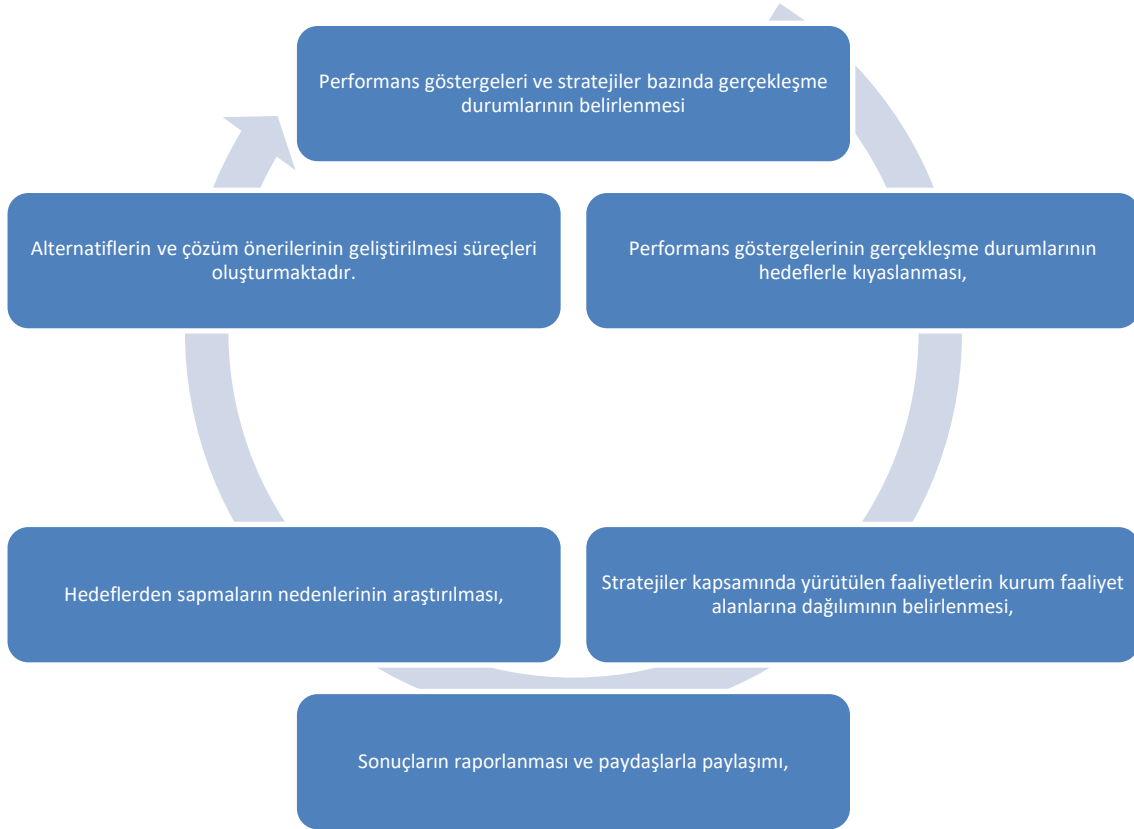 Performans göstergeleri ve stratejiler bazında gerçekleşme
durumlarının belirlenmesi
Performans göstergelerinin gerçekleşme durumlarının
hedeflerle kıyaslanması,
Stratejiler kapsamında yürütülen faaliyetlerin kurum faaliyet
alanlarına dağılımının belirlenmesi,
Sonuçların raporlanması ve paydaşlarla paylaşımı,
Hedeflerden sapmaların nedenlerinin araştırılması,
Alternatiflerin ve çözüm önerilerinin geliştirilmesi süreçleri
oluşturmaktadır.